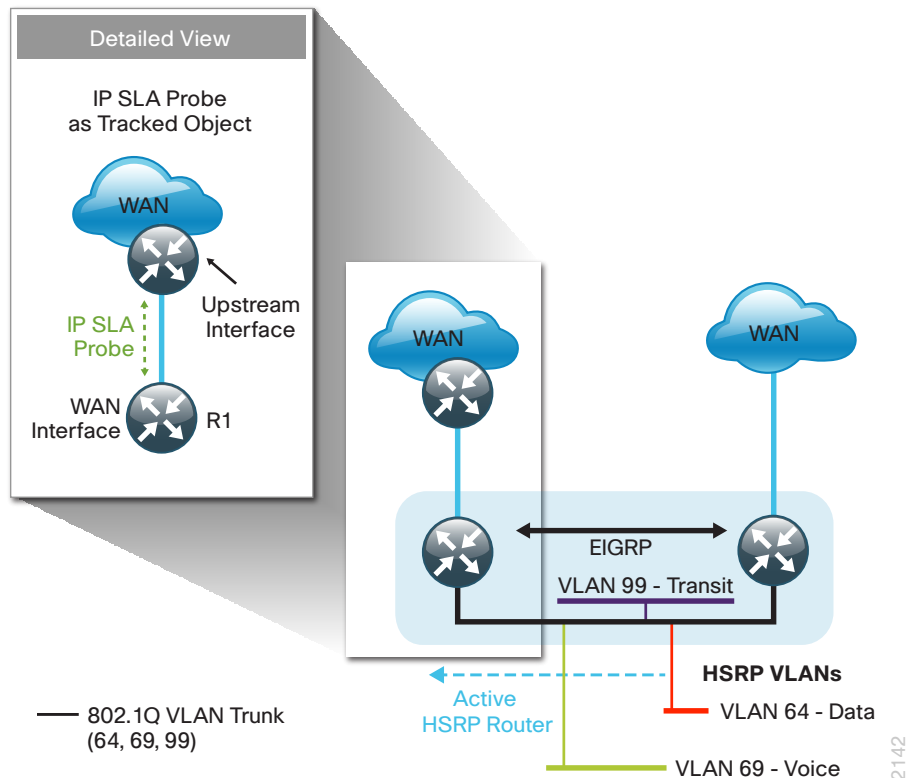 Detailed View
IP SLA Probe
as Tracked Object
WAN
Upstream
Interface
IP SLA
Probe
WAN
Interface
R1
WAN
WAN
EIGRP
VLAN 99 - Transit
HSRP VLANs
Active
HSRP Router
VLAN 64 - Data
802.1Q VLAN Trunk
(64, 69, 99)
VLAN 69 - Voice
2142